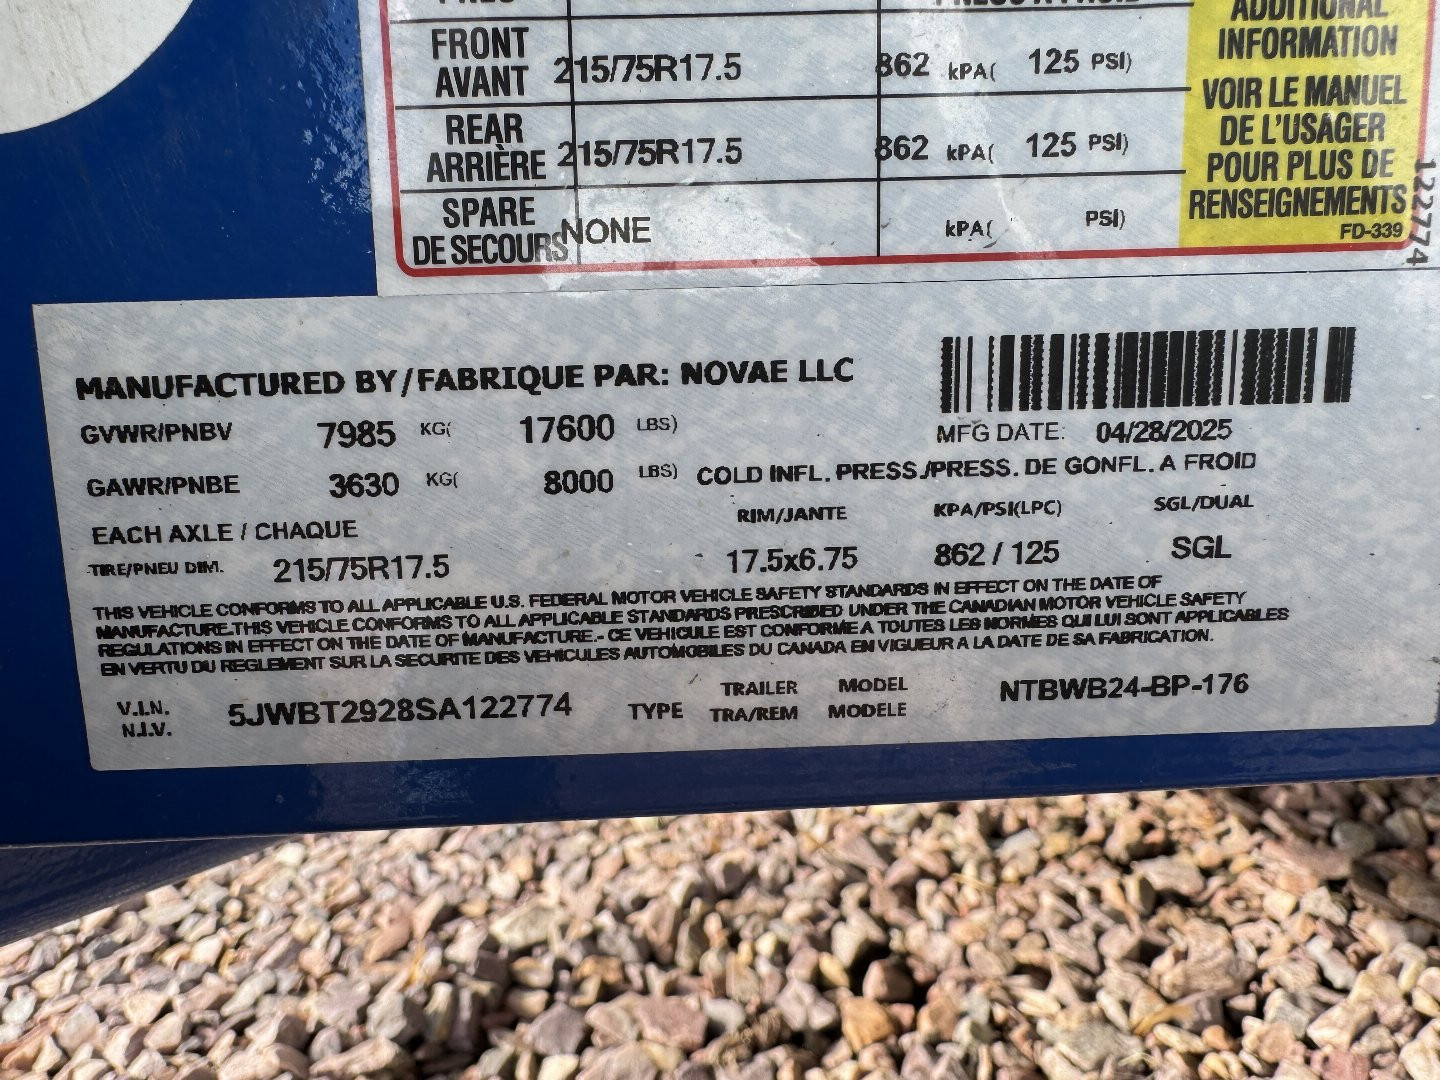 FRONT
AVANT 215/75R17.5 862 kPA( 125 PSI)
REAR
ARRIÈRE 215/75R17.5 862 kPA( 125 PSI)
SPARE
DE SECOURS NONE kPA( PSI)
ADDITIONAL
INFORMATION
VOIR LE MANUEL
DE L'USAGER
POUR PLUS DE
RENSEIGNEMENTS
FD-339
122774
MANUFACTURED BY/FABRIQUE PAR: NOVAE LLC
GVWR/PNBV 7985 KG( 17600 LBS)
MFG DATE: 04/28/2025
GAWR/PNBE 3630 KG( 8000 LBS) COLD INFL. PRESS./PRESS. DE GONFL. A FROID
EACH AXLE / CHAQUE RIM/JANTE KPA/PSI(LPC) SGL/DUAL
TIRE/PNEU DIM. 215/75R17.5 17.5x6.75 862 / 125 SGL
THIS VEHICLE CONFORMS TO ALL APPLICABLE U.S. FEDERAL MOTOR VEHICLE SAFETY STANDARDS IN EFFECT ON THE DATE OF
MANUFACTURE.THIS VEHICLE CONFORMS TO ALL APPLICABLE STANDARDS PRESCRIBED UNDER THE CANADIAN MOTOR VEHICLE SAFETY
REGULATIONS IN EFFECT ON THE DATE OF MANUFACTURE.- CE VEHICULE EST CONFORME A TOUTES LES NORMES QUI LUI SONT APPLICABLES
EN VERTU DU REGLEMENT SUR LA SECURITE DES VEHICULES AUTOMOBILES DU CANADA EN VIGUEUR A LA DATE DE SA FABRICATION.
V.I.N.
N.I.V. 5JWBT2928SA122774 TYPE TRAILER MODEL
TRA/REM MODELE NTBWB24-BP-176